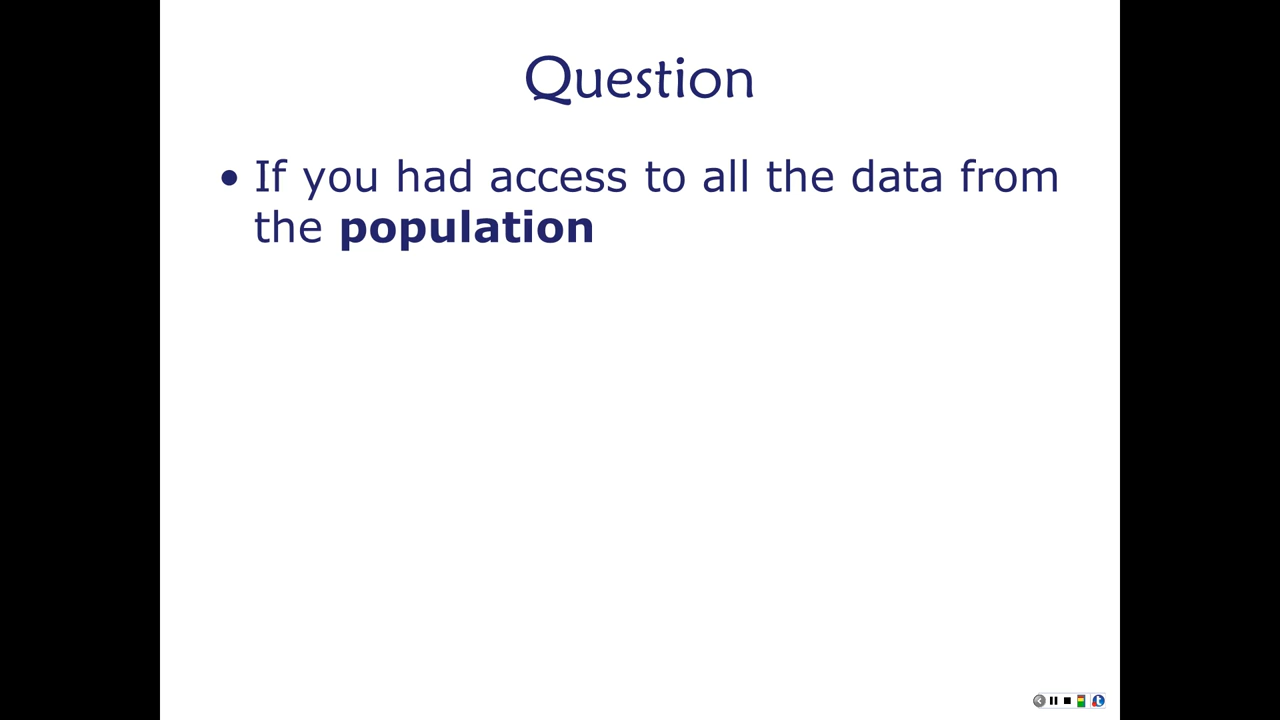 Question
• If you had access to all the data from
the population